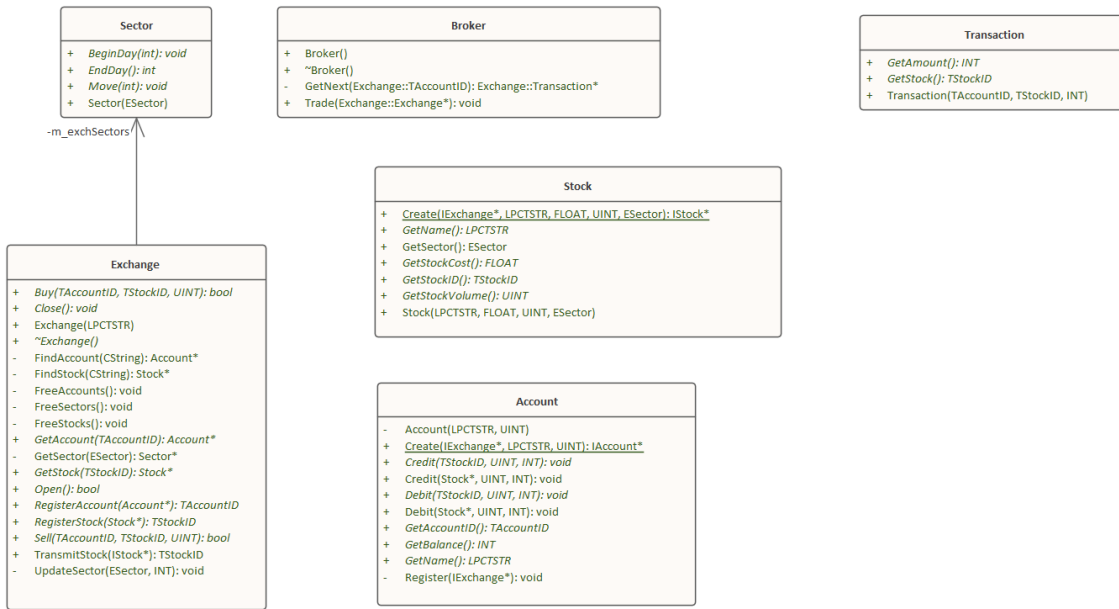 Sector
+ BeginDay(int): void
+ EndDay(): int
+ Move(int): void
+ Sector(ESector)
-m_exchSectors
Broker
+ Broker()
+ ~Broker()
- GetNext(Exchange::TAccountID): Exchange::Transaction*
+ Trade(Exchange::Exchange*): void
Transaction
+ GetAmount(): INT
+ GetStock(): TStockID
+ Transaction(TAccountID, TStockID, INT)
Stock
+ Create(IExchange*, LPCTSTR, FLOAT, UINT, ESector): IStock*
+ GetName(): LPCTSTR
+ GetSector(): ESector
+ GetStockCost(): FLOAT
+ GetStockID(): TStockID
+ GetStockVolume(): UINT
+ Stock(LPCTSTR, FLOAT, UINT, ESector)
Exchange
+ Buy(TAccountID, TStockID, UINT): bool
+ Close(): void
+ Exchange(LPCTSTR)
+ ~Exchange()
- FindAccount(CString): Account*
- FindStock(CString): Stock*
- FreeAccounts(): void
- FreeSectors(): void
- FreeStocks(): void
+ GetAccount(TAccountID): Account*
- GetSector(ESector): Sector*
+ GetStock(TStockID): Stock*
+ Open(): bool
+ RegisterAccount(Account*): TAccountID
+ RegisterStock(Stock*): TStockID
+ Sell(TAccountID, TStockID, UINT): bool
+ TransmitStock(IStock*): TStockID
- UpdateSector(ESector, INT): void
Account
- Account(LPCTSTR, UINT)
+ Create(IExchange*, LPCTSTR, UINT): IAccount*
+ Credit(TStockID, UINT, INT): void
+ Credit(Stock*, UINT, INT): void
+ Debit(TStockID, UINT, INT): void
+ Debit(Stock*, UINT, INT): void
+ GetAccountID(): TAccountID
+ GetBalance(): INT
+ GetName(): LPCTSTR
- Register(IExchange*): void